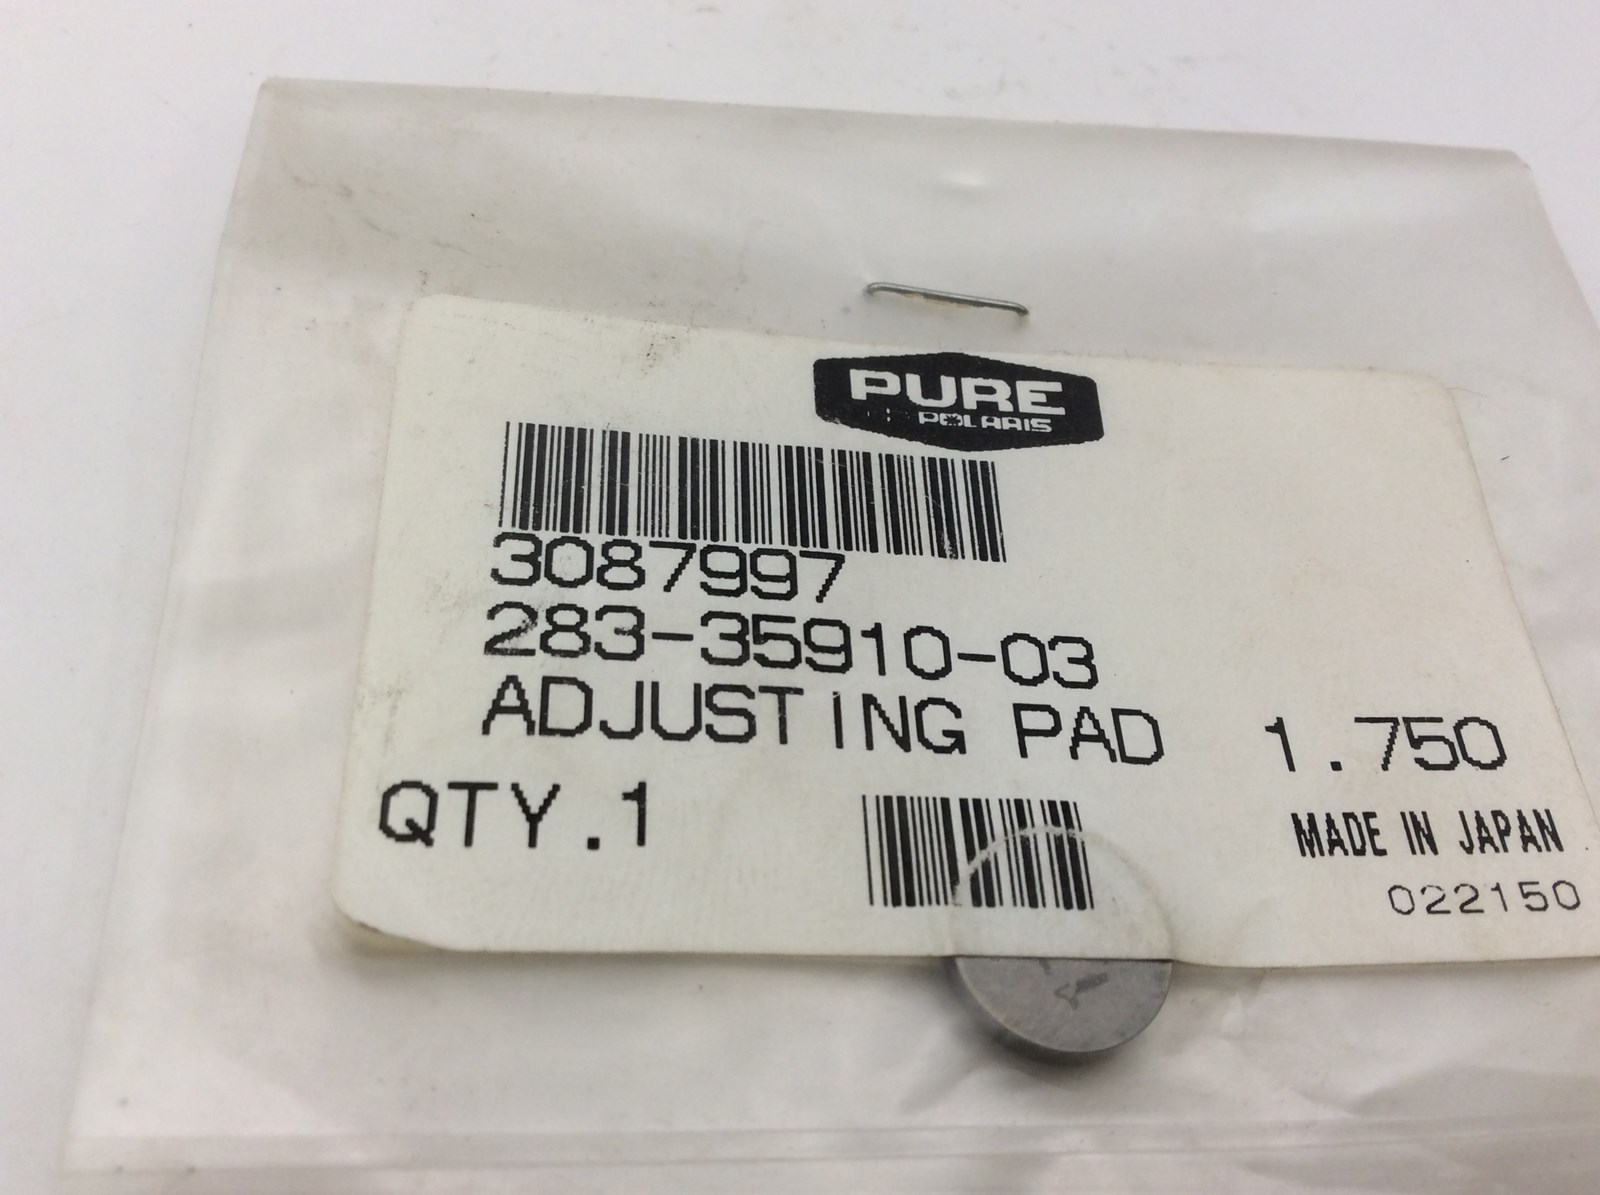 PURE
POLARIS
3087997
283-35910-03
ADJUSTING PAD 1.750
QTY.1
MADE IN JAPAN
022150